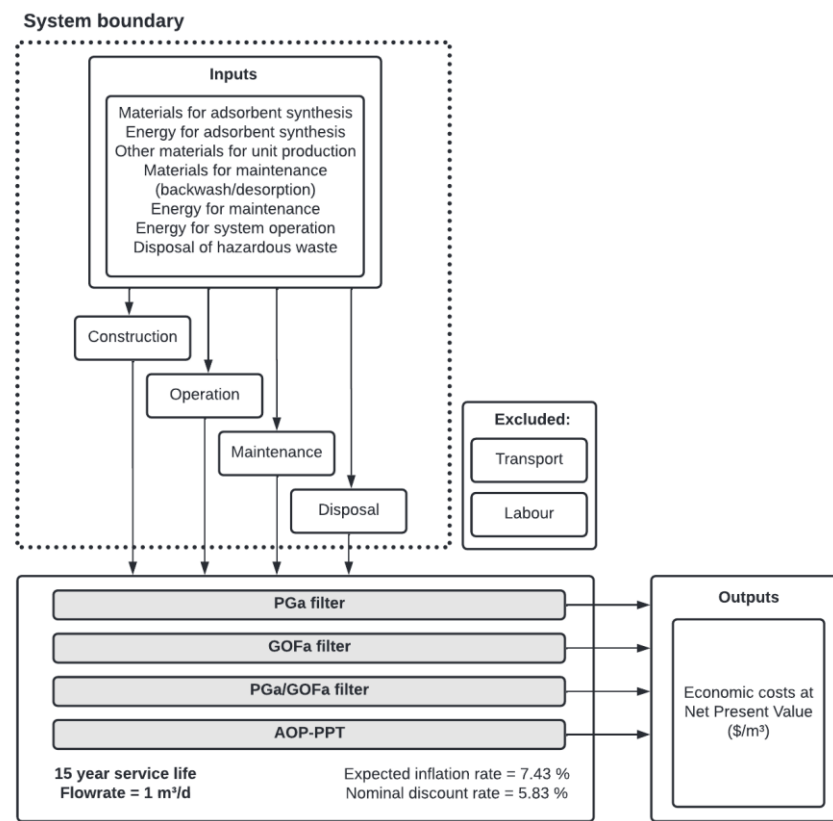 System boundary
Inputs
Materials for adsorbent synthesis
Energy for adsorbent synthesis
Other materials for unit production
Materials for maintenance
(backwash/desorption)
Energy for maintenance
Energy for system operation
Disposal of hazardous waste
Construction
Operation
Maintenance
Disposal
Excluded:
Transport
Labour
PGa filter
GOFa filter
PGa/GOFa filter
AOP-PPT
15 year service life
Flowrate = 1 m³/d
Expected inflation rate = 7.43 %
Nominal discount rate = 5.83 %
Outputs
Economic costs at
Net Present Value
($/m³)